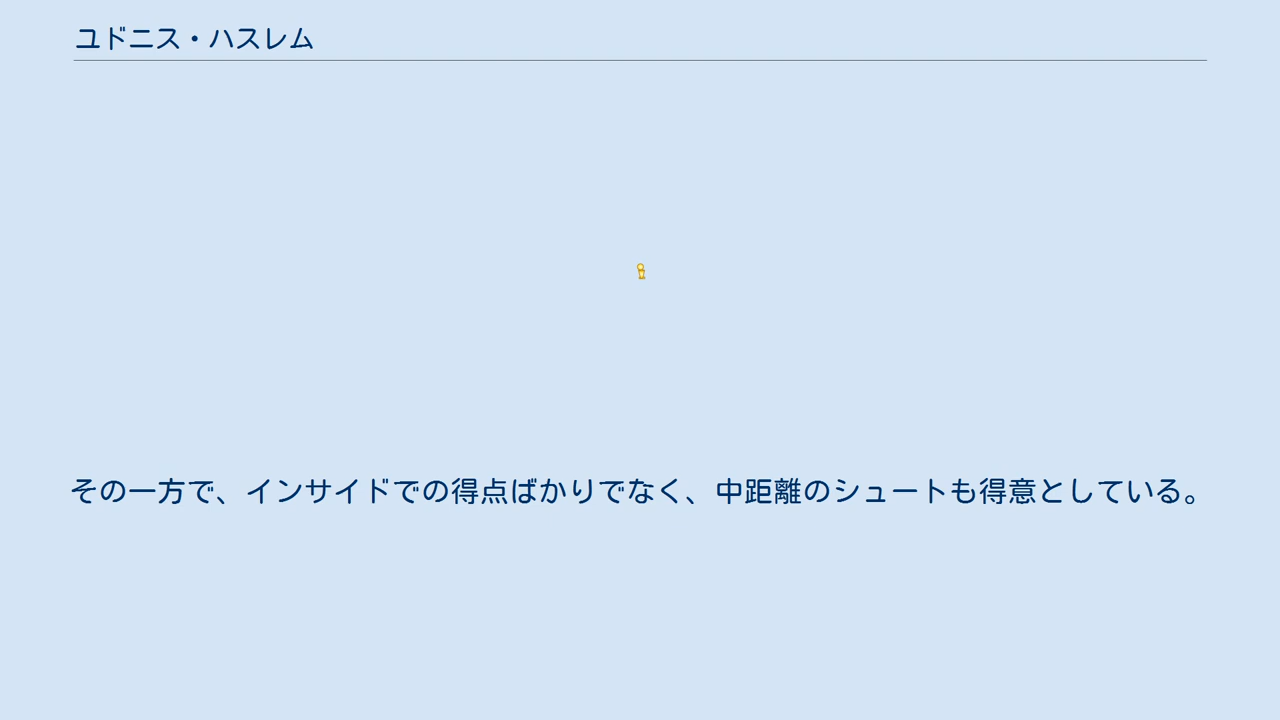 ユドニス・ハスレム
その一方で、インサイドでの得点ばかりでなく、中距離のシュートも得意としている。